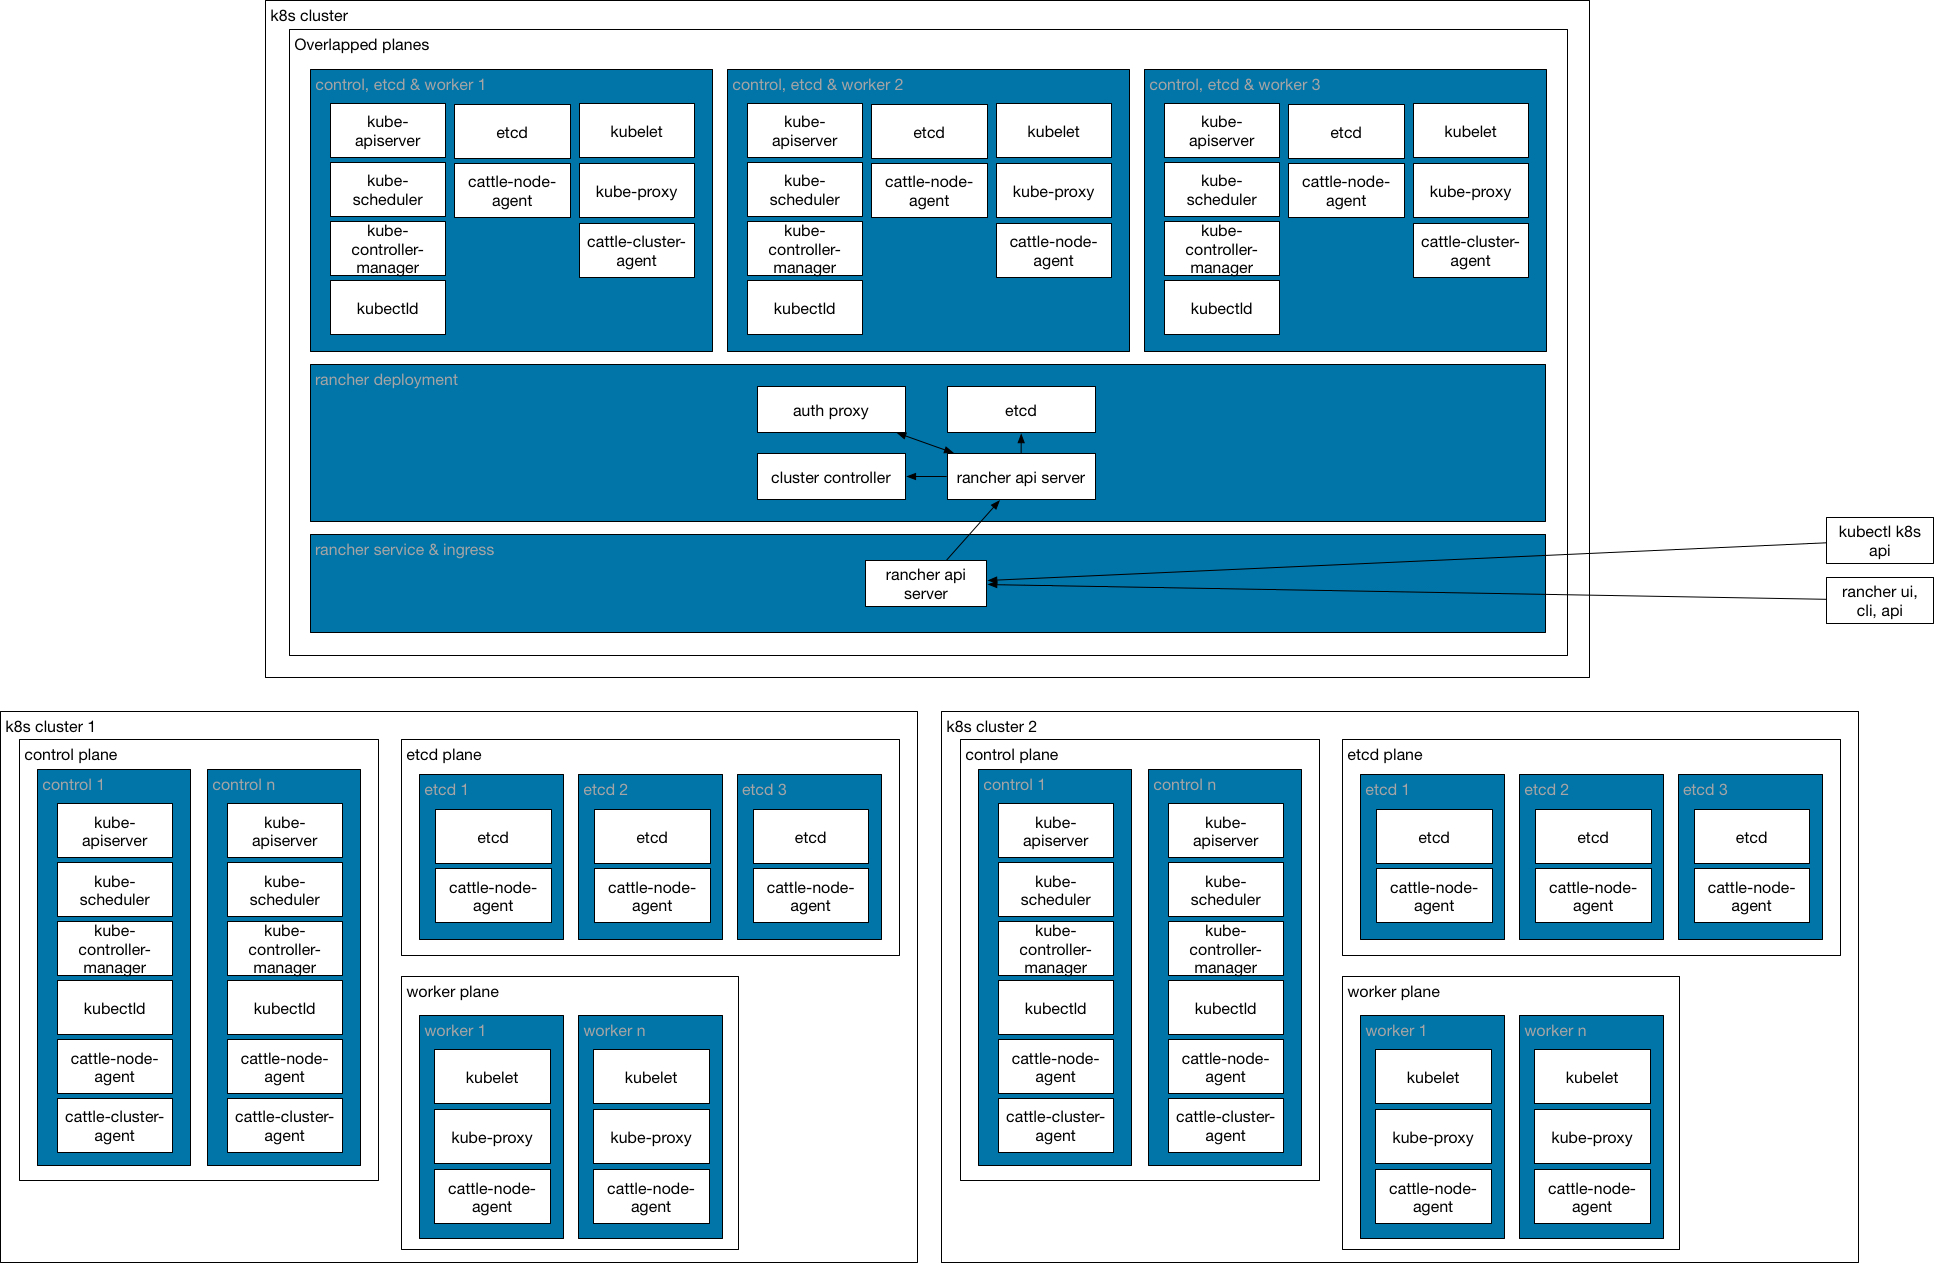 k8s cluster
Overlapped planes
control, etcd & worker 1
kube-
apiserver
etcd
kubelet
kube-
scheduler
cattle-node-
agent
kube-proxy
kube-
controller-
manager
cattle-cluster-
agent
kubectld
control, etcd & worker 2
kube-
apiserver
etcd
kubelet
kube-
scheduler
cattle-node-
agent
kube-proxy
kube-
controller-
manager
cattle-node-
agent
kubectld
control, etcd & worker 3
kube-
apiserver
etcd
kubelet
kube-
scheduler
cattle-node-
agent
kube-proxy
kube-
controller-
manager
cattle-cluster-
agent
kubectld
rancher deployment
auth proxy
etcd
cluster controller
rancher api server
rancher service & ingress
rancher api
server
kubectl k8s
api
rancher ui,
cli, api
k8s cluster 1
control plane
control 1
kube-
apiserver
kube-
scheduler
kube-
controller-
manager
kubectld
cattle-node-
agent
cattle-cluster-
agent
control n
kube-
apiserver
kube-
scheduler
kube-
controller-
manager
kubectld
cattle-node-
agent
cattle-cluster-
agent
etcd plane
etcd 1
etcd
cattle-node-
agent
etcd 2
etcd
cattle-node-
agent
etcd 3
etcd
cattle-node-
agent
worker plane
worker 1
kubelet
kube-proxy
cattle-node-
agent
worker n
kubelet
kube-proxy
cattle-node-
agent
k8s cluster 2
control plane
control 1
kube-
apiserver
kube-
scheduler
kube-
controller-
manager
kubectld
cattle-node-
agent
cattle-cluster-
agent
control n
kube-
apiserver
kube-
scheduler
kube-
controller-
manager
kubectld
cattle-node-
agent
cattle-cluster-
agent
etcd plane
etcd 1
etcd
cattle-node-
agent
etcd 2
etcd
cattle-node-
agent
etcd 3
etcd
cattle-node-
agent
worker plane
worker 1
kubelet
kube-proxy
cattle-node-
agent
worker n
kubelet
kube-proxy
cattle-node-
agent